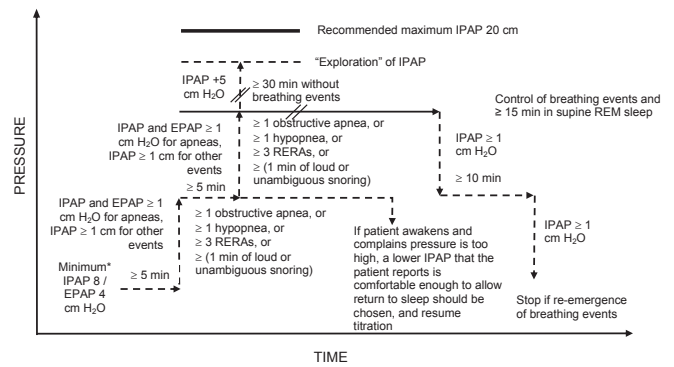 Recommended maximum IPAP 20 cm
“Exploration” of IPAP
IPAP +5
cm H₂O
≥ 30 min without
breathing events
Control of breathing events and
≥ 15 min in supine REM sleep
IPAP and EPAP ≥ 1
cm H₂O for apneas,
IPAP ≥ 1 cm for other
events
≥ 5 min
≥ 1 obstructive apnea, or
≥ 1 hypopnea, or
≥ 3 RERAs, or
≥ (1 min of loud or
unambiguous snoring)
IPAP ≥ 1
cm H₂O
≥ 10 min
IPAP and EPAP ≥ 1
cm H₂O for apneas,
IPAP ≥ 1 cm for other
events
≥ 1 obstructive apnea, or
≥ 1 hypopnea, or
≥ 3 RERAs, or
≥ (1 min of loud or
unambiguous snoring)
If patient awakens and
complains pressure is too
high, a lower IPAP that the
patient reports is
comfortable enough to allow
return to sleep should be
chosen, and resume
titration
IPAP ≥ 1
cm H₂O
Minimum*
IPAP 8 /
EPAP 4
cm H₂O
≥ 5 min
Stop if re-emergence
of breathing events
PRESSURE
TIME